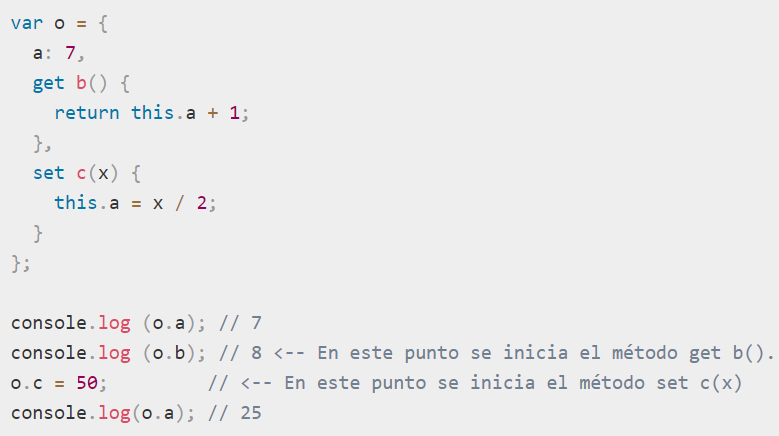 var o = {
  a: 7,
  get b() {
    return this.a + 1;
  },
  set c(x) {
    this.a = x / 2;
  }
};

console.log (o.a); // 7
console.log (o.b); // 8 <-- En este punto se inicia el método get b().
o.c = 50;         // <-- En este punto se inicia el método set c(x)
console.log(o.a); // 25